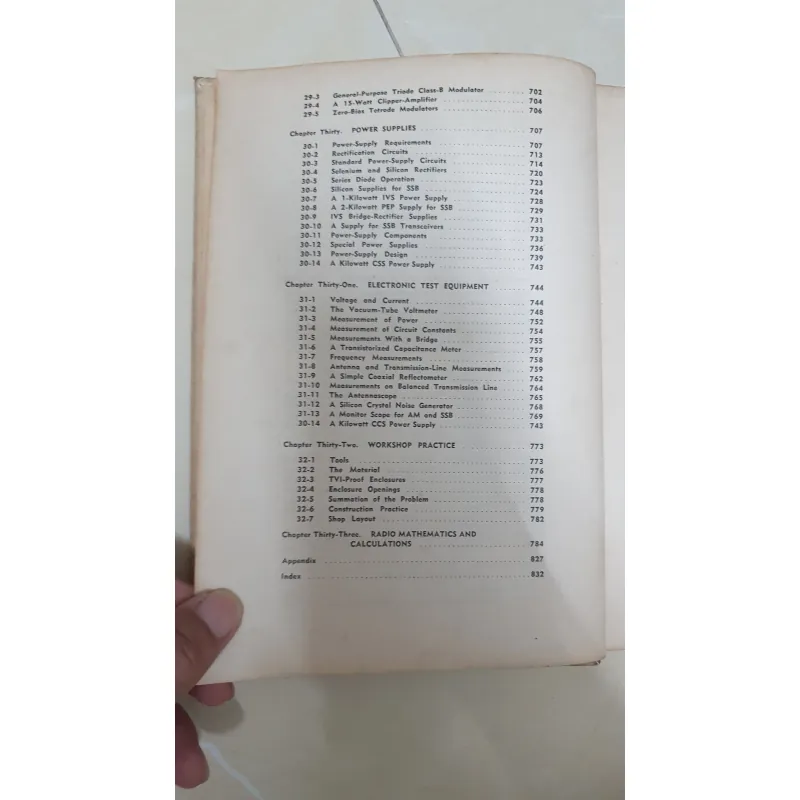 29-3 General-Purpose Triode Class-B Modulator 702
29-4 A 15-Watt Clipper-Amplifier 704
29-5 Zero-Bias Tetrode Modulators 706
Chapter Thirty. POWER SUPPLIES 707
30-1 Power-Supply Requirements 707
30-2 Rectification Circuits 713
30-3 Standard Power-Supply Circuits 714
30-4 Selenium and Silicon Rectifiers 720
30-5 Series Diode Operation 723
30-6 Silicon Supplies for SSB 724
30-7 A 1-Kilowatt IVS Power Supply 728
30-8 A 2-Kilowatt PEP Supply for SSB 729
30-9 IVS Bridge-Rectifier Supplies 731
30-10 A Supply for SSB Transceivers 733
30-11 Power-Supply Components 733
30-12 Special Power Supplies 736
30-13 Power-Supply Design 739
30-14 A Kilowatt CSS Power Supply 743
Chapter Thirty-One. ELECTRONIC TEST EQUIPMENT 744
31-1 Voltage and Current 744
31-2 The Vacuum-Tube Voltmeter 748
31-3 Measurement of Power 752
31-4 Measurement of Circuit Constants 754
31-5 Measurements With a Bridge 755
31-6 A Transistorized Capacitance Meter 757
31-7 Frequency Measurements 758
31-8 Antenna and Transmission-Line Measurements 759
31-9 A Simple Coaxial Reflectometer 762
31-10 Measurements on Balanced Transmission Line 764
31-11 The Antennascope 765
31-12 A Silicon Crystal Noise Generator 768
31-13 A Monitor Scope for AM and SSB 769
30-14 A Kilowatt CCS Power Supply 743
Chapter Thirty-Two. WORKSHOP PRACTICE 773
32-1 Tools 773
32-2 The Material 776
32-3 TVI-Proof Enclosures 777
32-4 Enclosure Openings 778
32-5 Summation of the Problem 778
32-6 Construction Practice 779
32-7 Shop Layout 782
Chapter Thirty-Three. RADIO MATHEMATICS AND
CALCULATIONS 784
Appendix 827
Index 832